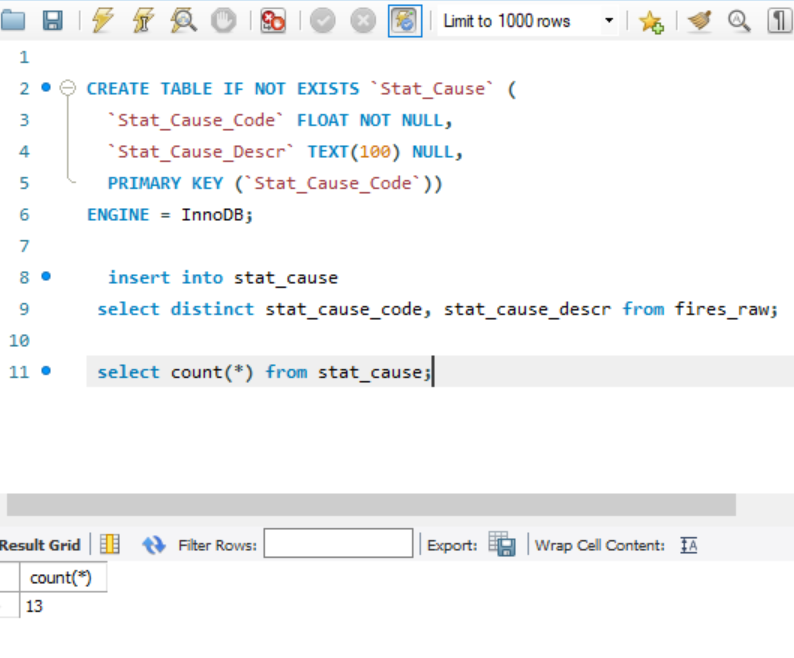 Limit to 1000 rows
1
2 CREATE TABLE IF NOT EXISTS `Stat_Cause` (
3 `Stat_Cause_Code` FLOAT NOT NULL,
4 `Stat_Cause_Descr` TEXT(100) NULL,
5 PRIMARY KEY (`Stat_Cause_Code`))
6 ENGINE = InnoDB;
7
8 insert into stat_cause
9 select distinct stat_cause_code, stat_cause_descr from fires_raw;
10
11 select count(*) from stat_cause;
Result Grid Filter Rows: Export: Wrap Cell Content: IA
count(*)
13